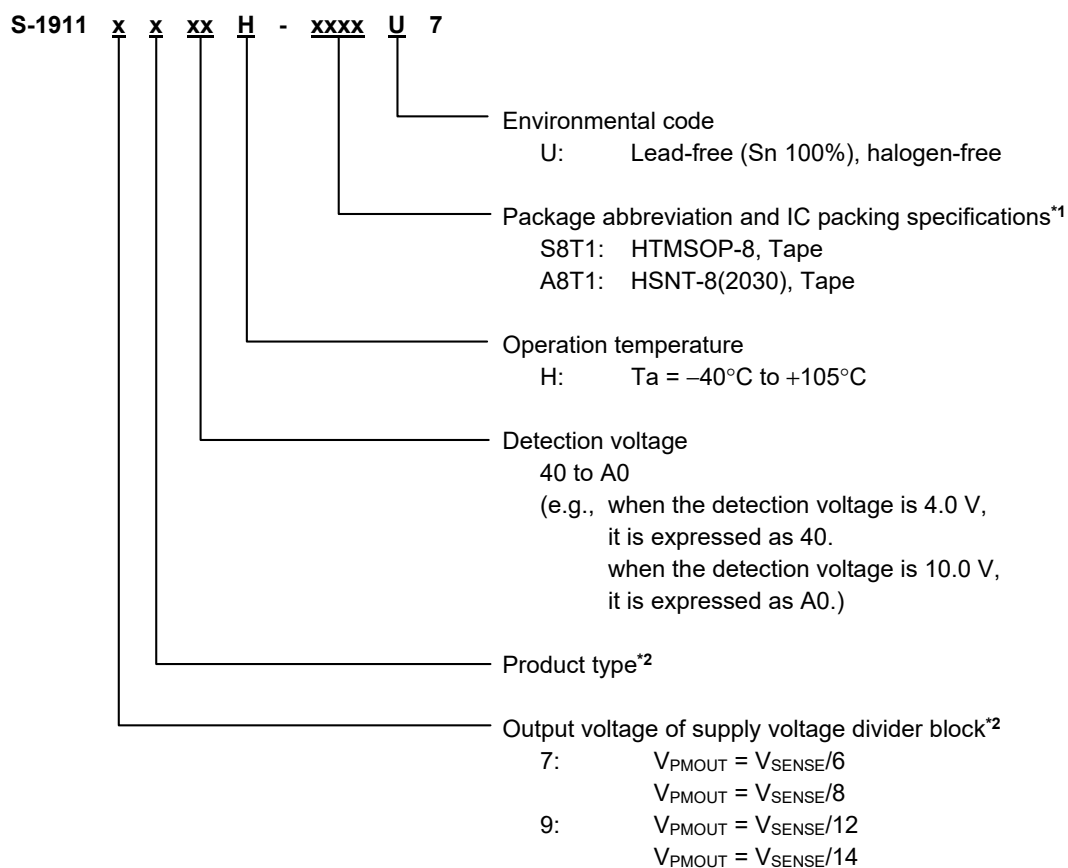 S-1911 x x xx H - xxxx U 7
Environmental code
U: Lead-free (Sn 100%), halogen-free
Package abbreviation and IC packing specifications*1
S8T1: HTMSOP-8, Tape
A8T1: HSNT-8(2030), Tape
Operation temperature
H: Ta = −40°C to +105°C
Detection voltage
40 to A0
(e.g., when the detection voltage is 4.0 V,
it is expressed as 40.
when the detection voltage is 10.0 V,
it is expressed as A0.)
Product type*2
Output voltage of supply voltage divider block*2
7: VPMOUT = VSENSE/6
VPMOUT = VSENSE/8
9: VPMOUT = VSENSE/12
VPMOUT = VSENSE/14